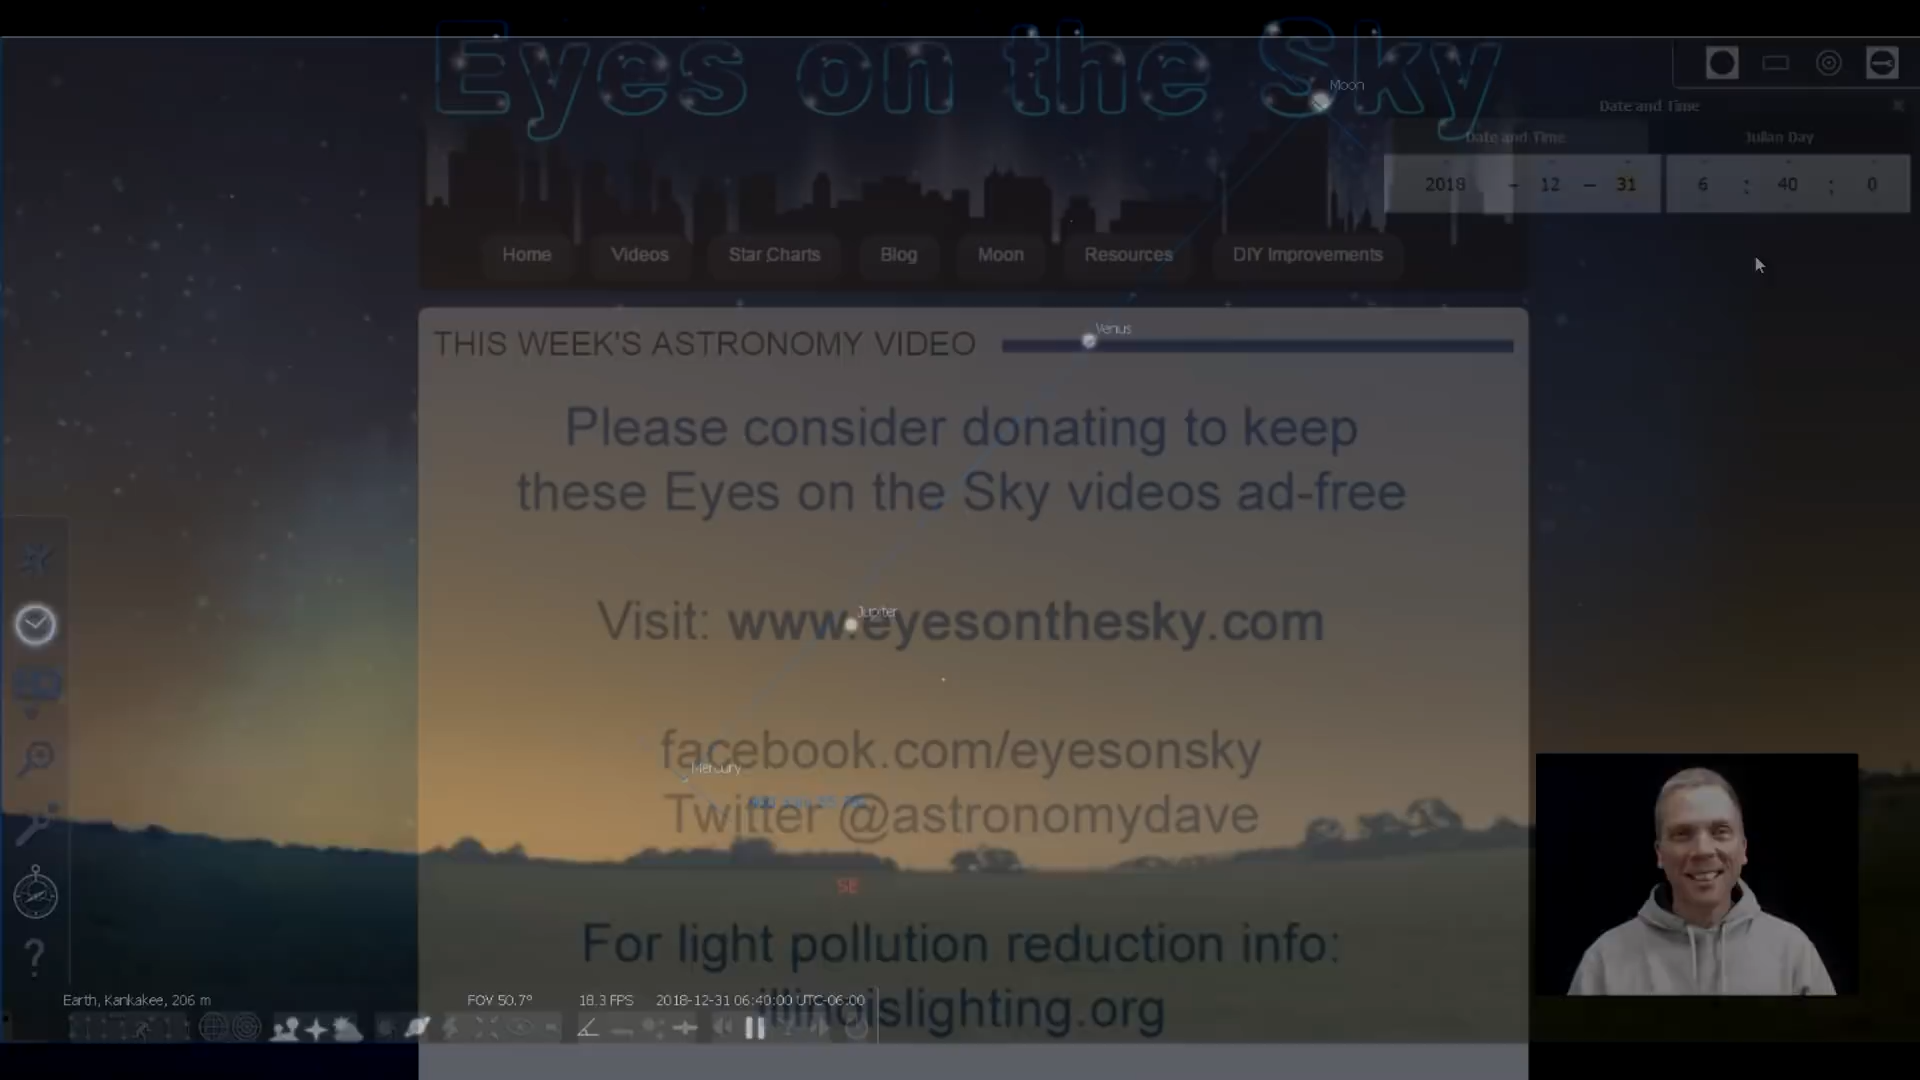 Eyes on the Sky
Moon
Date and Time
Date and Time
Julian Day
2018 - 12 - 31
6 : 40 : 0
Home
Videos
Star Charts
Blog
Moon
Resources
DIY Improvements
THIS WEEK'S ASTRONOMY VIDEO
Venus
Please consider donating to keep
these Eyes on the Sky videos ad-free
Visit: www.eyesonthesky.com
Jupiter
facebook.com/eyesonsky
Mercury
Twitter @astronomydave
SE
For light pollution reduction info:
illinoislighting.org
Earth, Kankakee, 206 m
FOV 50.7°
18.3 FPS
2018-12-31 06:40:00 UTC-06:00